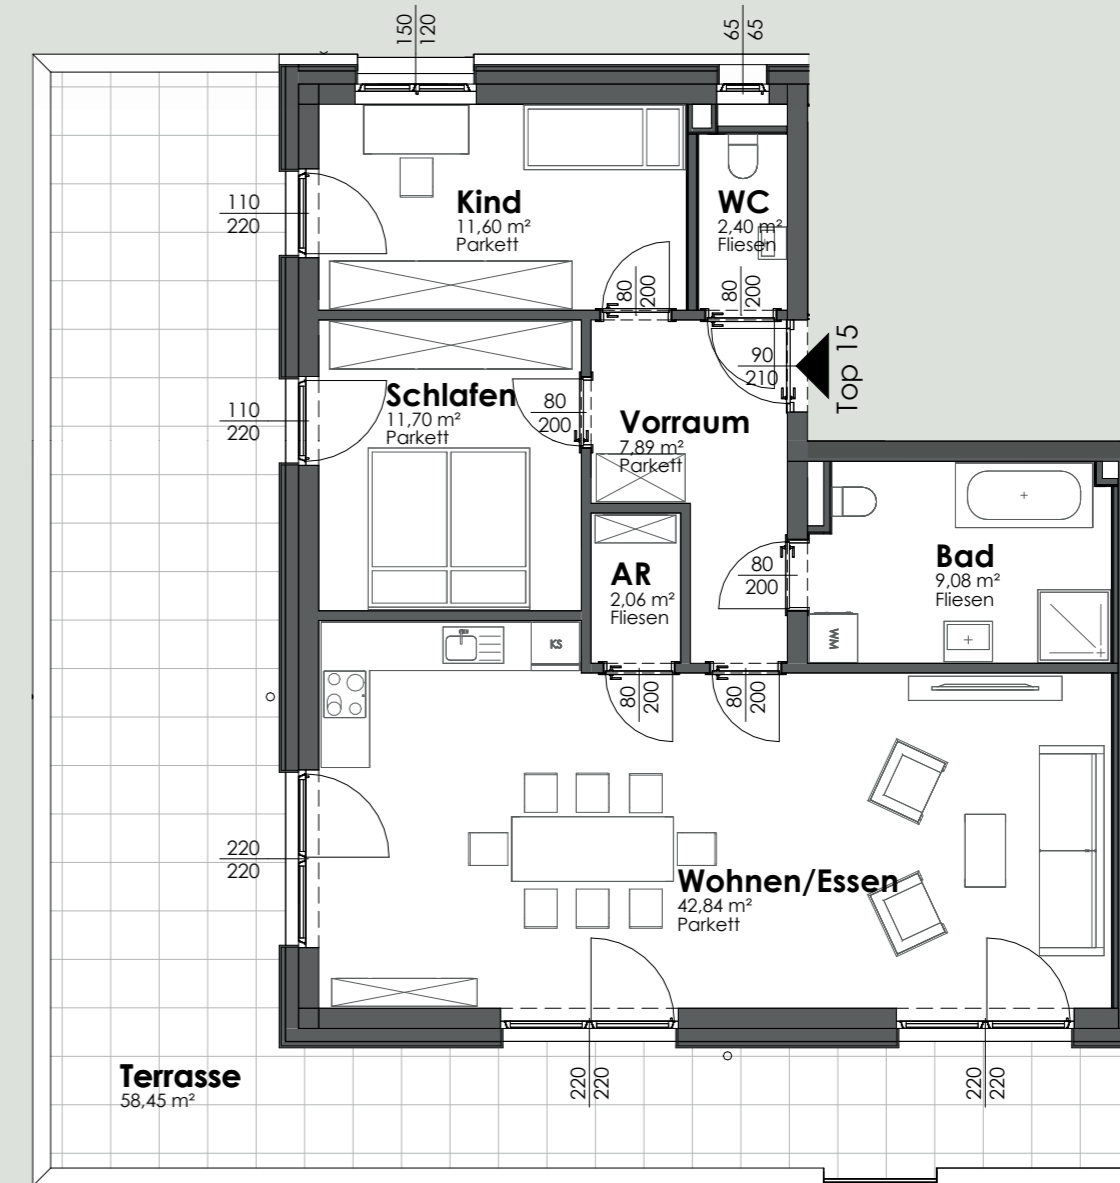 150
120
65
65
Kind
11,60 m²
Parkett
WC
2,40 m²
Fliesen
110
220
80
200
80
200
90
210
Top 15
Schlafen
11,70 m²
Parkett
110
220
80
200
Vorraum
7,89 m²
Parkett
AR
2,06 m²
Fliesen
80
200
Bad
9,08 m²
Fliesen
WM
KS
80
200
80
200
220
220
Wohnen/Essen
42,84 m²
Parkett
Terrasse
58,45 m²
220
220
220
220